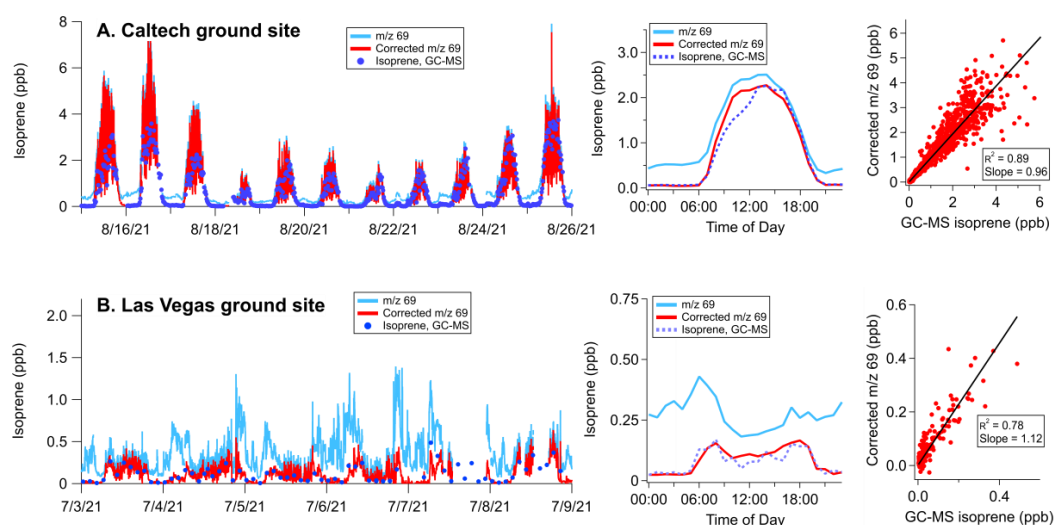 A. Caltech ground site
m/z 69
Corrected m/z 69
Isoprene, GC-MS
Isoprene (ppb)
8
6
4
2
0
8/16/21
8/18/21
8/20/21
8/22/21
8/24/21
8/26/21
m/z 69
Corrected m/z 69
Isoprene, GC-MS
Isoprene (ppb)
3.0
2.0
1.0
0.0
00:00
06:00
12:00
18:00
Time of Day
Corrected m/z 69 (ppb)
6
5
4
3
2
1
0
R² = 0.89
Slope = 0.96
0
2
4
6
GC-MS isoprene (ppb)
B. Las Vegas ground site
m/z 69
Corrected m/z 69
Isoprene, GC-MS
Isoprene (ppb)
2.0
1.5
1.0
0.5
0.0
7/3/21
7/4/21
7/5/21
7/6/21
7/7/21
7/8/21
7/9/21
m/z 69
Corrected m/z 69
Isoprene, GC-MS
Isoprene (ppb)
0.75
0.50
0.25
0.00
00:00
06:00
12:00
18:00
Time of Day
Corrected m/z 69 (ppb)
0.6
0.4
0.2
0.0
R² = 0.78
Slope = 1.12
0.0
0.4
GC-MS isoprene (ppb)